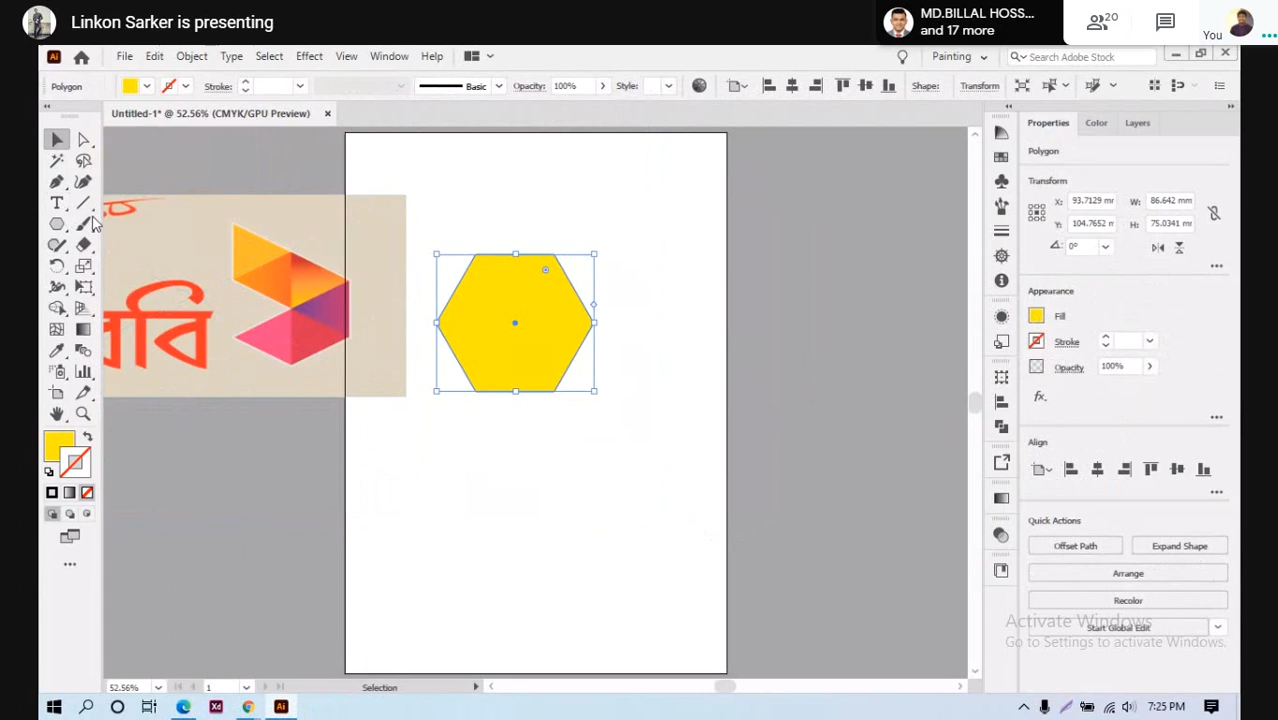 Linkon Sarker is presenting
MD.BILLAL HOSS...
and 17 more
20
You
Ai
File Edit Object Type Select Effect View Window Help
Painting
Search Adobe Stock
Polygon
Stroke:
Basic
Opacity: 100%
Style:
Shape:
Transform
Untitled-1* @ 52.56% (CMYK/GPU Preview)
Properties Color Layers
Polygon
Transform
X: 93.7129 mm W: 86.642 mm
Y: 104.7652 m H: 75.0341 mm
0°
Appearance
Fill
Stroke
Opacity 100%
fx.
Align
Quick Actions
Offset Path Expand Shape
Arrange
Recolor
Start Global Edit
Activate Windows
Go to Settings to activate Windows.
রবি
52.56% 1 Selection
Xd Ai
7:25 PM